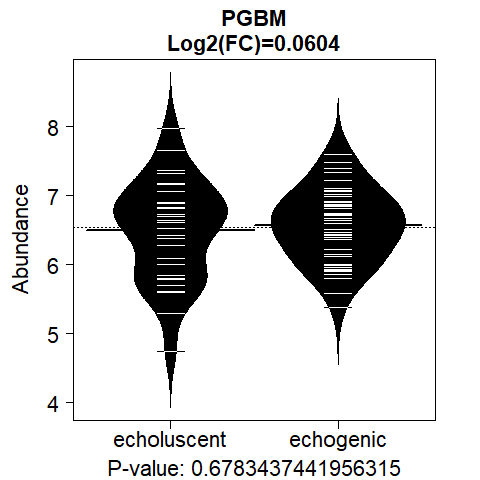 PGBM
Log2(FC)=0.0604
Abundance
8
7
6
5
4
echoluscent echogenic
P-value: 0.6783437441956315